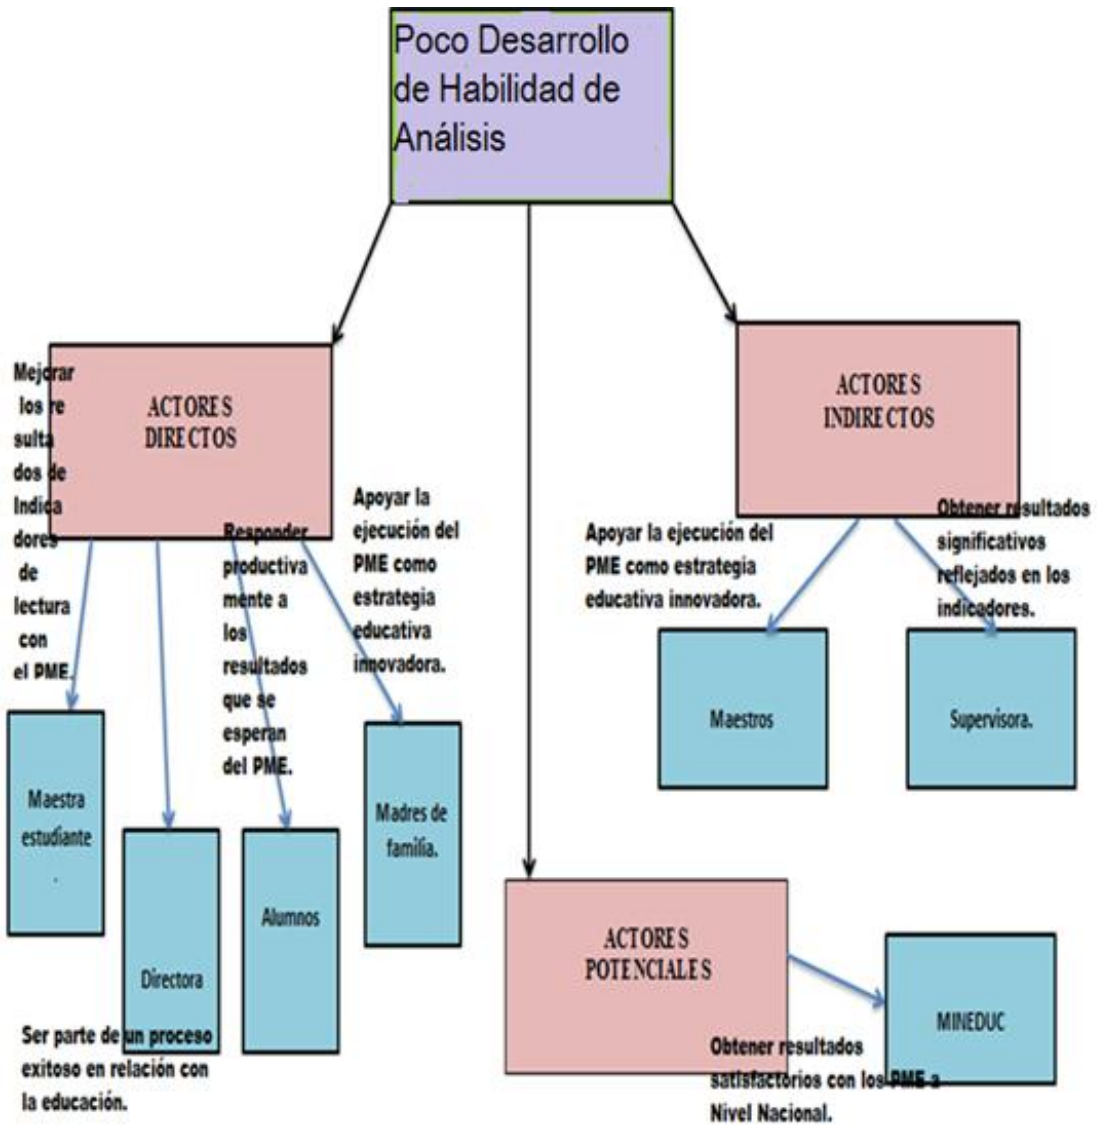 Poco Desarrollo
de Habilidad de
Análisis
ACTORES
DIRECTOS
Mejorar
los re
sulta
dos de
Indica
dores
de
lectura
con
el PME.
Responder
productiva
mente a
los
resultados
que se
esperan
del PME.
Apoyar la
ejecución del
PME como
estrategia
educativa
innovadora.
Maestra
estudiante
.
Directora
Alumnos
Madres de
familia.
Ser parte de un proceso
exitoso en relación con
la educación.
ACTORES
INDIRECTOS
Apoyar la ejecución del
PME como estrategia
educativa innovadora.
Obtener resultados
significativos
reflejados en los
indicadores.
Maestros
Supervisora.
ACTORES
POTENCIALES
MINEDUC
Obtener resultados
satisfactorios con los PME a
Nivel Nacional.